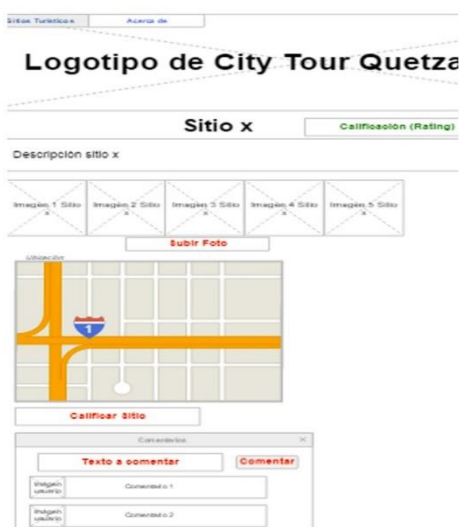 Sitios Turisticos Acerca de
Logotipo de City Tour Quetza
Sitio x Calificación (Rating)
Descripción sitio x
Imagen 1 Sitio x
Imagen 2 Sitio x
Imagen 3 Sitio x
Imagen 4 Sitio x
Imagen 5 Sitio x
Subir Foto
Ubicación
1
Calificar Sitio
Comentarios ×
Texto a comentar Comentar
Imagen usuario Comentario 1
Imagen usuario Comentario 2